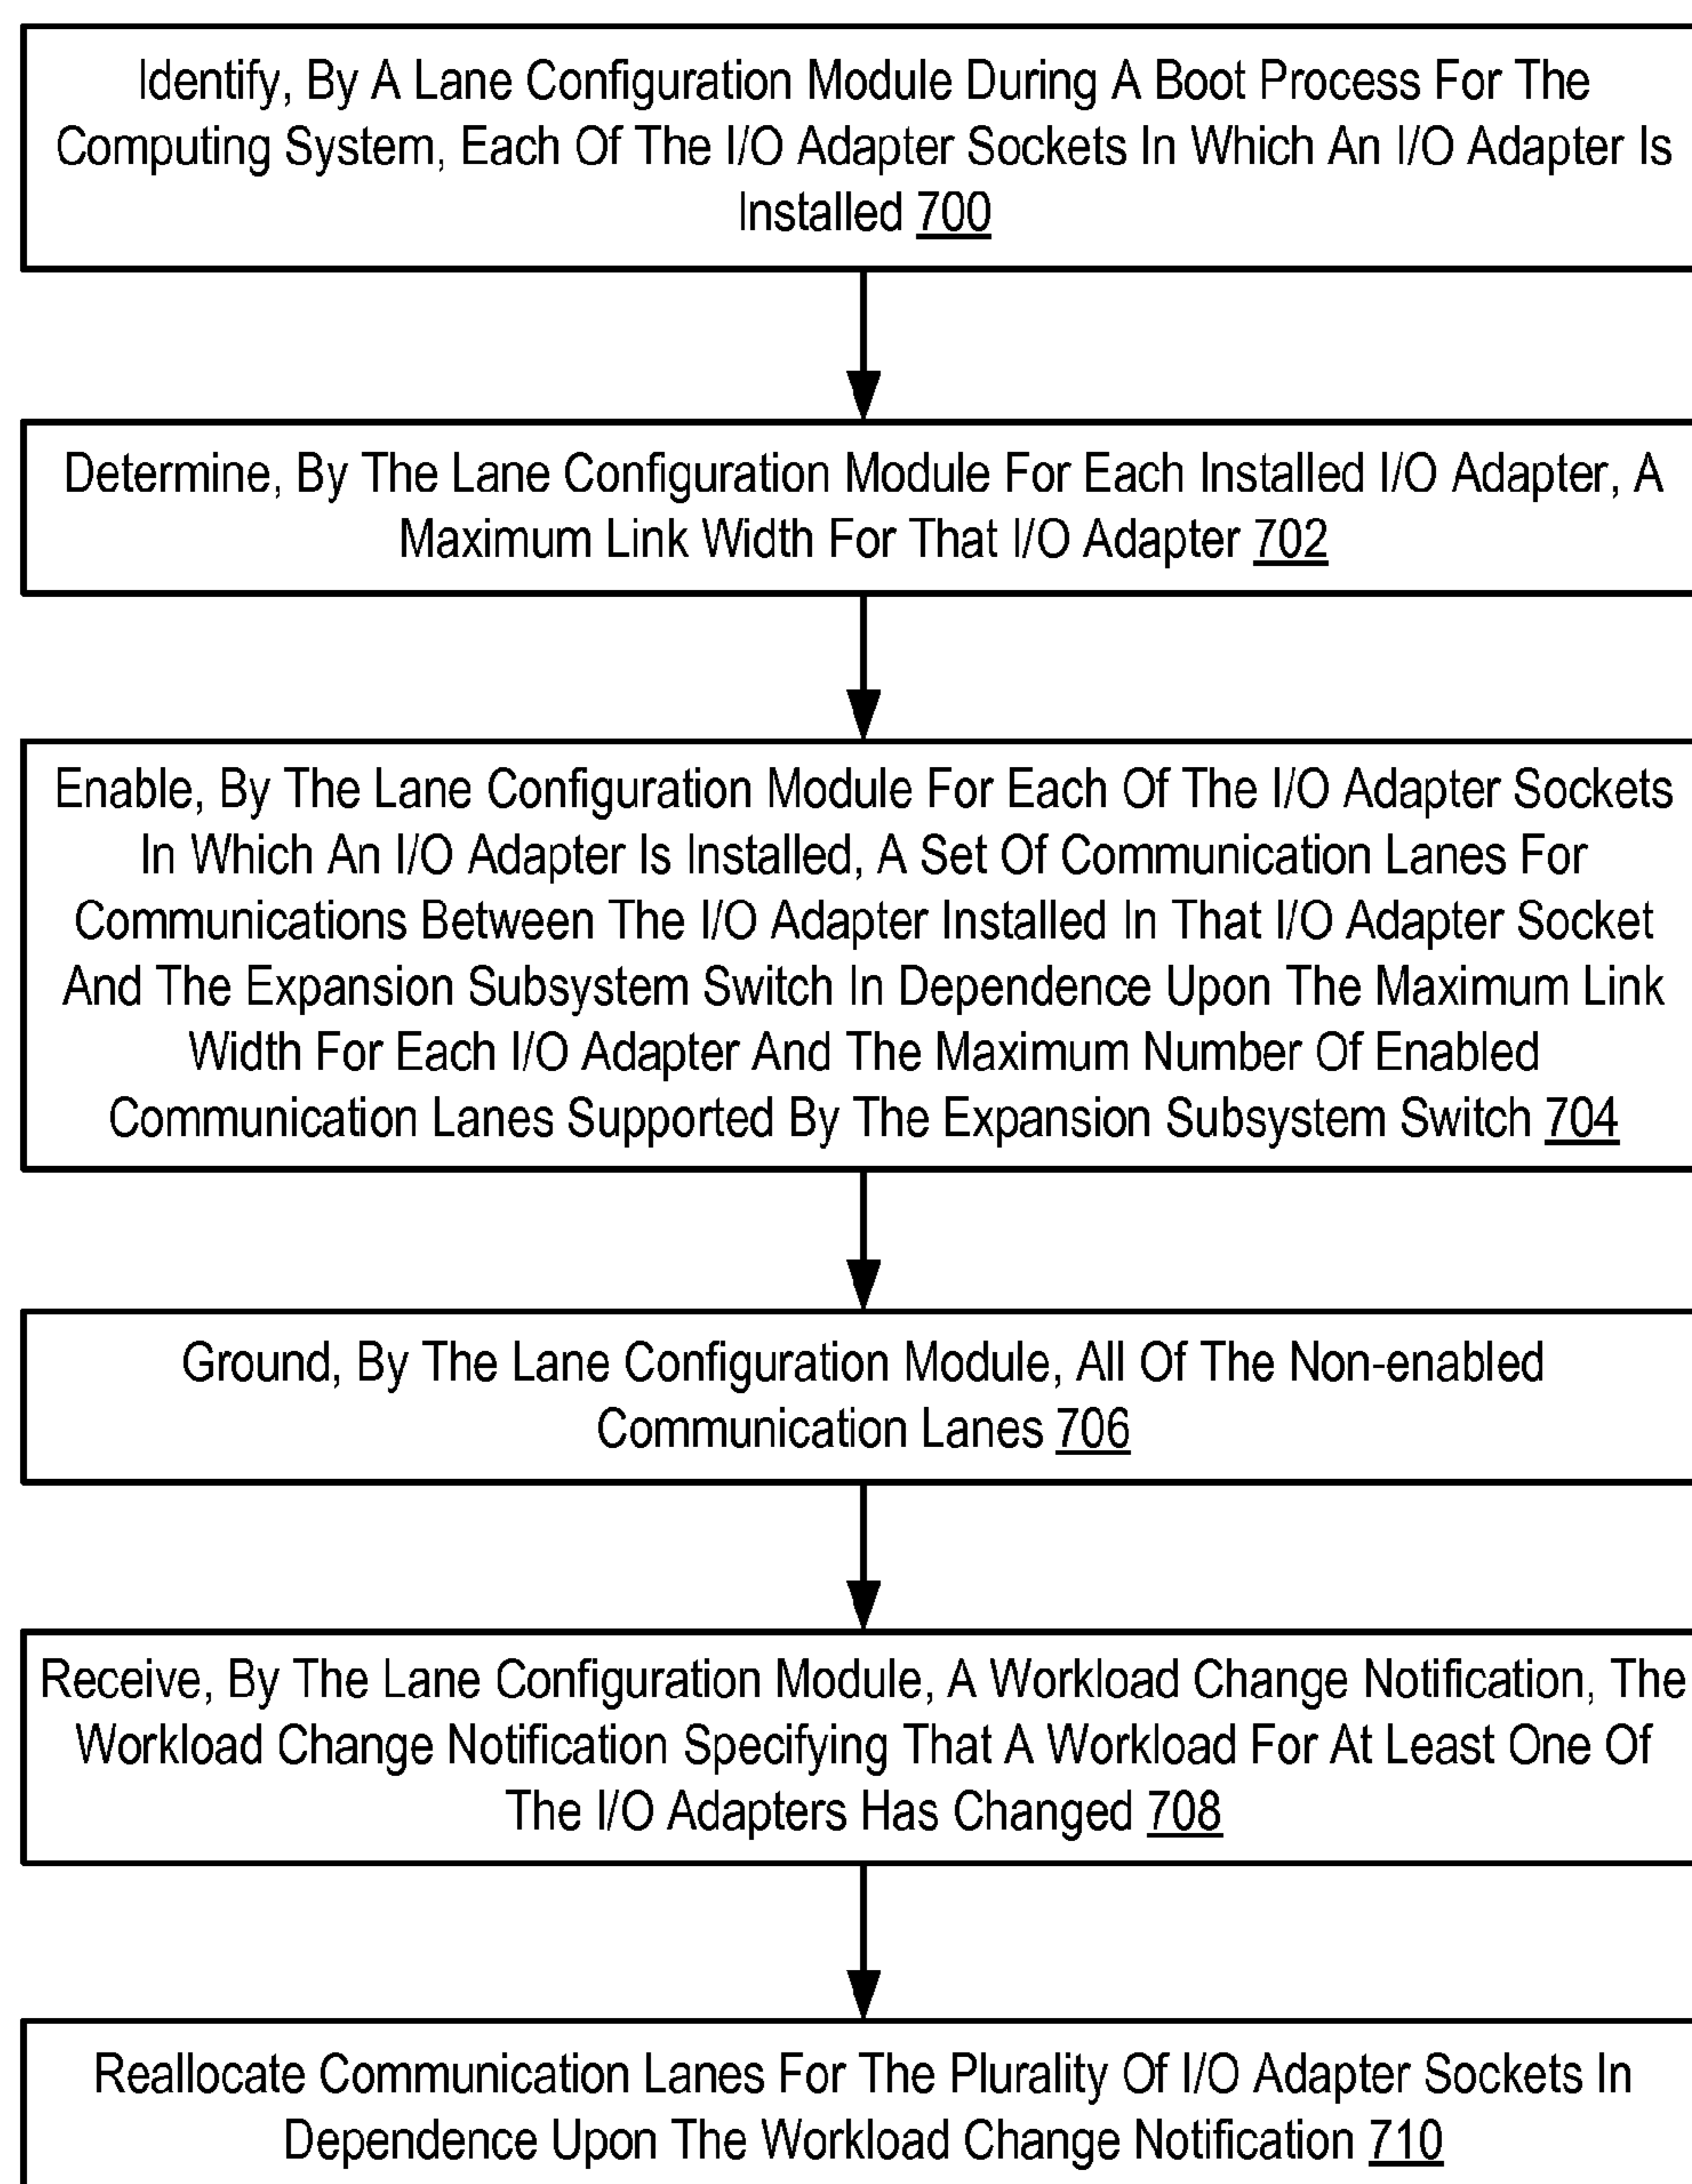 Identify, By A Lane Configuration Module During A Boot Process For The
Computing System, Each Of The I/O Adapter Sockets In Which An I/O Adapter Is
Installed 700
Determine, By The Lane Configuration Module For Each Installed I/O Adapter, A
Maximum Link Width For That I/O Adapter 702
Enable, By The Lane Configuration Module For Each Of The I/O Adapter Sockets
In Which An I/O Adapter Is Installed, A Set Of Communication Lanes For
Communications Between The I/O Adapter Installed In That I/O Adapter Socket
And The Expansion Subsystem Switch In Dependence Upon The Maximum Link
Width For Each I/O Adapter And The Maximum Number Of Enabled
Communication Lanes Supported By The Expansion Subsystem Switch 704
Ground, By The Lane Configuration Module, All Of The Non-enabled
Communication Lanes 706
Receive, By The Lane Configuration Module, A Workload Change Notification, The
Workload Change Notification Specifying That A Workload For At Least One Of
The I/O Adapters Has Changed 708
Reallocate Communication Lanes For The Plurality Of I/O Adapter Sockets In
Dependence Upon The Workload Change Notification 710